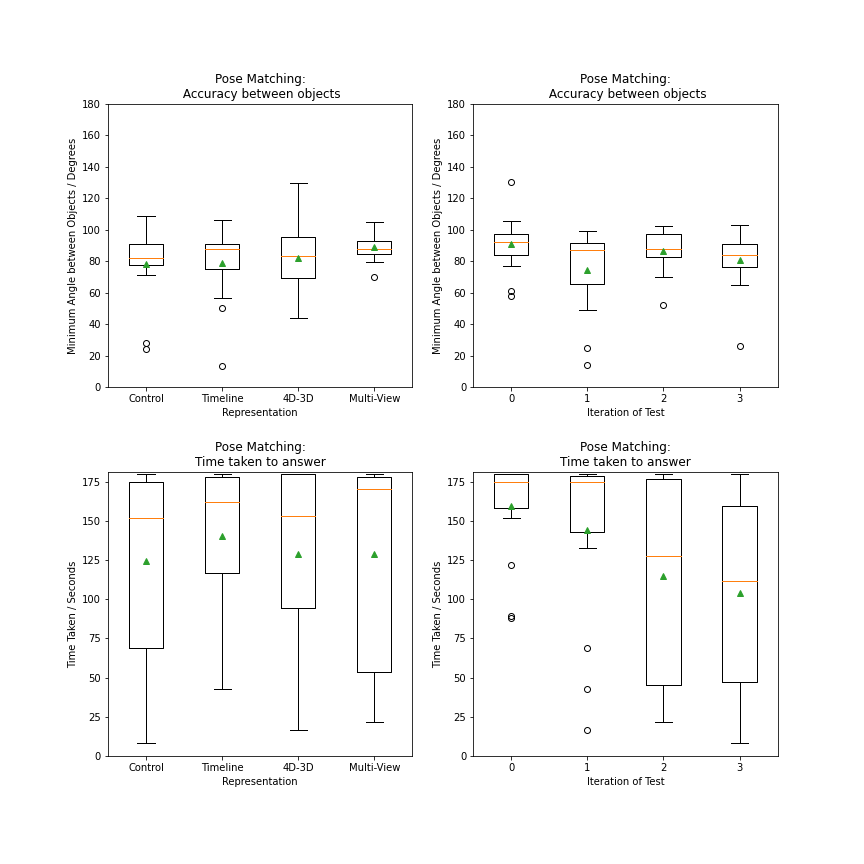 Pose Matching:
Accuracy between objects
Minimum Angle between Objects / Degrees
180
160
140
120
100
80
60
40
20
0
Control Timeline 4D-3D Multi-View
Representation
Pose Matching:
Accuracy between objects
Minimum Angle between Objects / Degrees
180
160
140
120
100
80
60
40
20
0
0 1 2 3
Iteration of Test
Pose Matching:
Time taken to answer
Time Taken / Seconds
175
150
125
100
75
50
25
0
Control Timeline 4D-3D Multi-View
Representation
Pose Matching:
Time taken to answer
Time Taken / Seconds
175
150
125
100
75
50
25
0
0 1 2 3
Iteration of Test